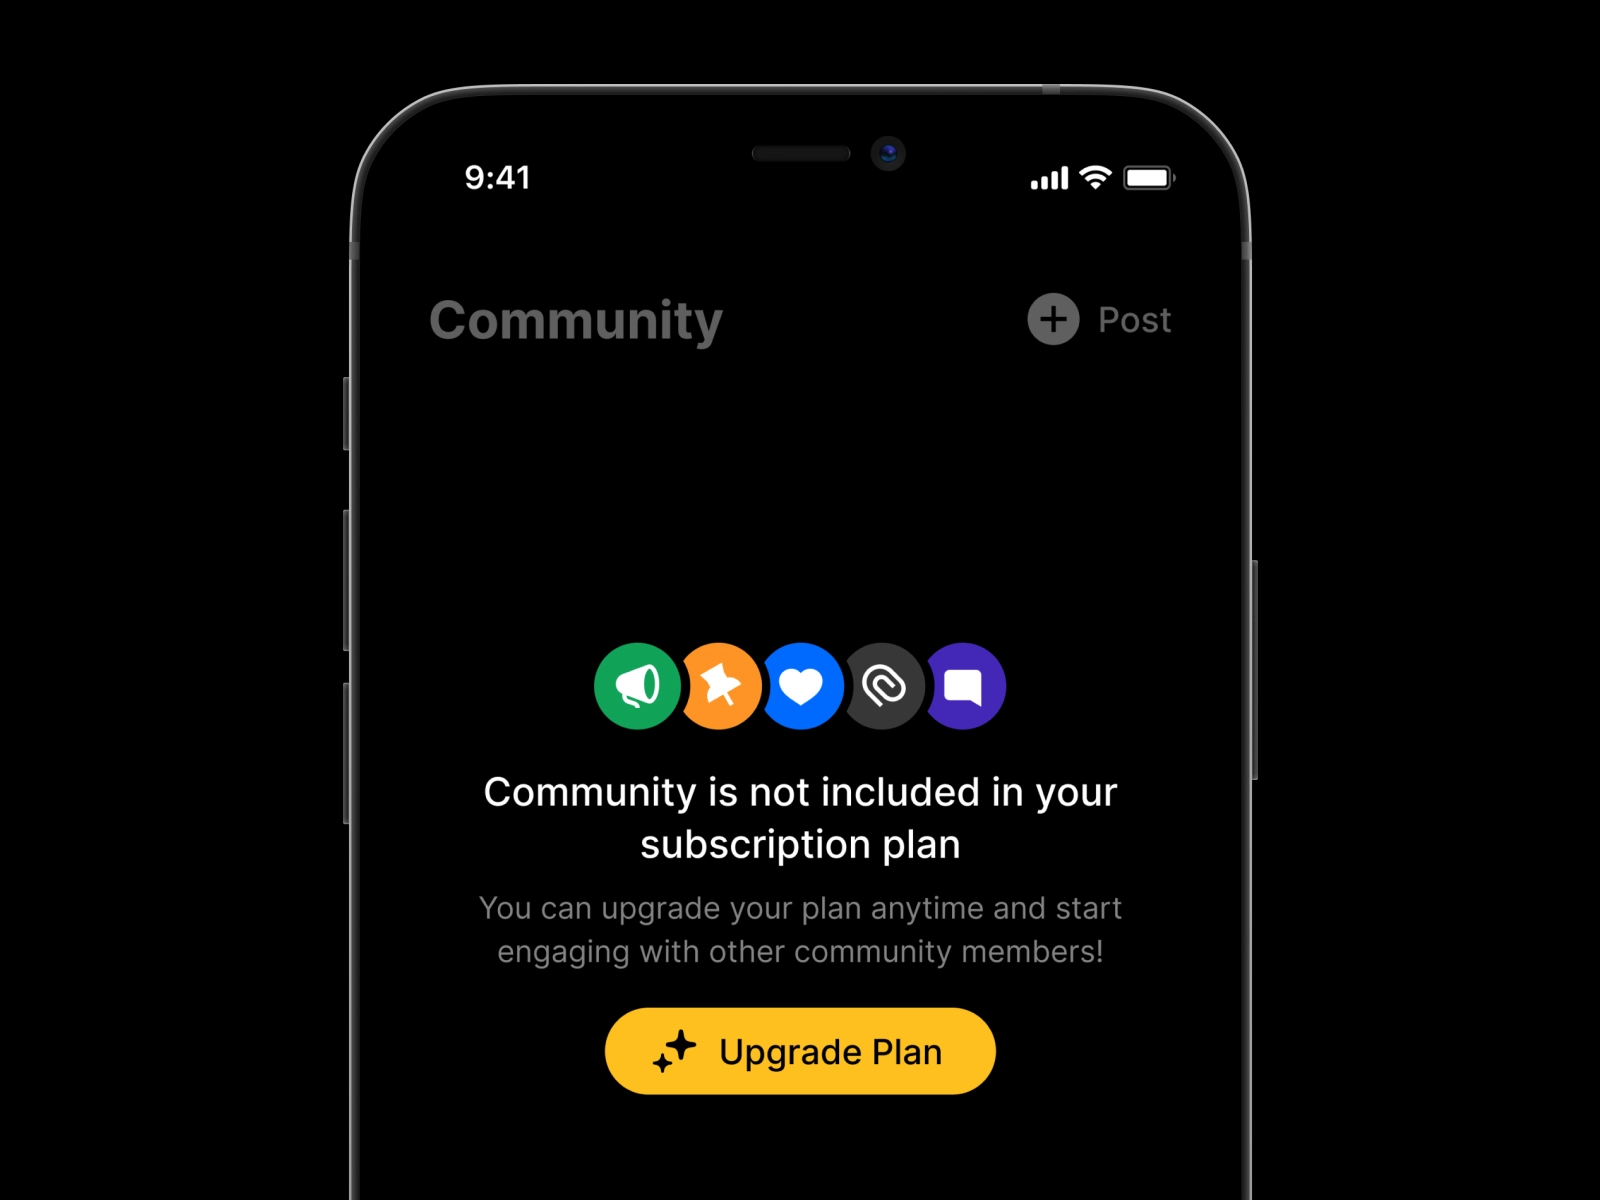 9:41
Community
Post
Community is not included in your
subscription plan
You can upgrade your plan anytime and start
engaging with other community members!
Upgrade Plan